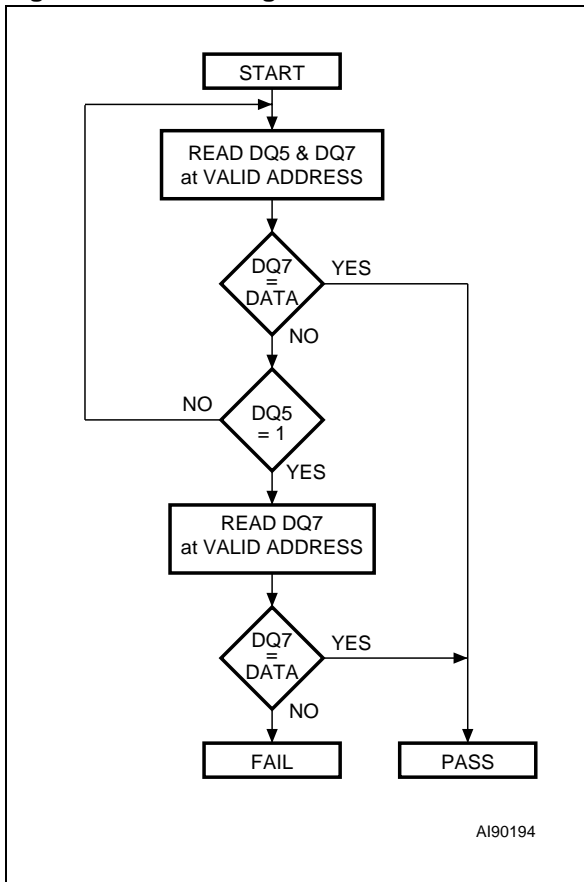 START
READ DQ5 & DQ7
at VALID ADDRESS
DQ7
=
DATA
YES
NO
DQ5
= 1
NO
YES
READ DQ7
at VALID ADDRESS
DQ7
=
DATA
YES
NO
FAIL
PASS
AI90194